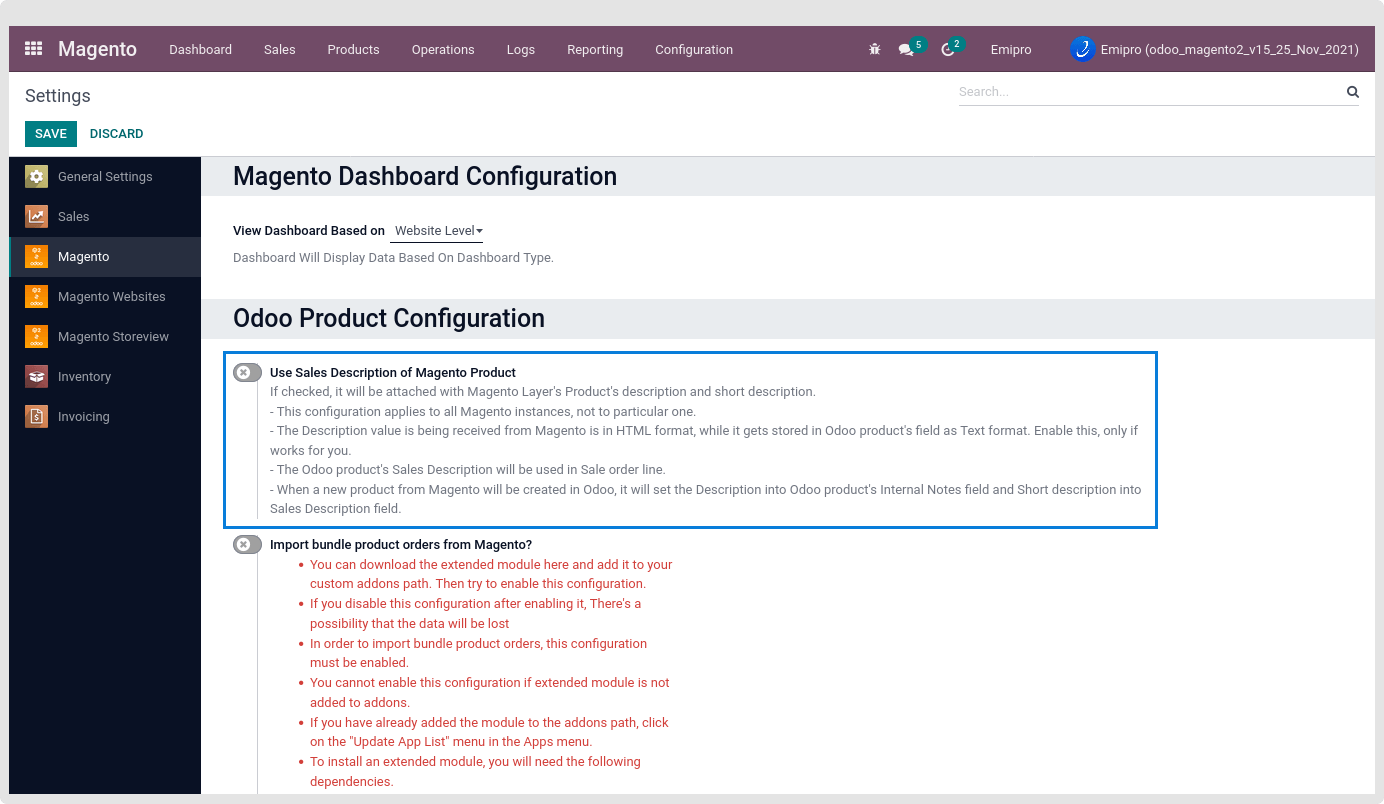 Magento Dashboard Sales Products Operations Logs Reporting Configuration 5 2 Emipro Emipro (odoo_magento2_v15_25_Nov_2021)
Settings
Search...
SAVE DISCARD
General Settings
Sales
Magento
Magento Websites
Magento Storeview
Inventory
Invoicing
Magento Dashboard Configuration
View Dashboard Based on Website Level
Dashboard Will Display Data Based On Dashboard Type.
Odoo Product Configuration
Use Sales Description of Magento Product
If checked, it will be attached with Magento Layer's Product's description and short description.
- This configuration applies to all Magento instances, not to particular one.
- The Description value is being received from Magento is in HTML format, while it gets stored in Odoo product's field as Text format. Enable this, only if
works for you.
- The Odoo product's Sales Description will be used in Sale order line.
- When a new product from Magento will be created in Odoo, it will set the Description into Odoo product's Internal Notes field and Short description into
Sales Description field.
Import bundle product orders from Magento?
• You can download the extended module here and add it to your
custom addons path. Then try to enable this configuration.
• If you disable this configuration after enabling it, There's a
possibility that the data will be lost
• In order to import bundle product orders, this configuration
must be enabled.
• You cannot enable this configuration if extended module is not
added to addons.
• If you have already added the module to the addons path, click
on the "Update App List" menu in the Apps menu.
• To install an extended module, you will need the following
dependencies.